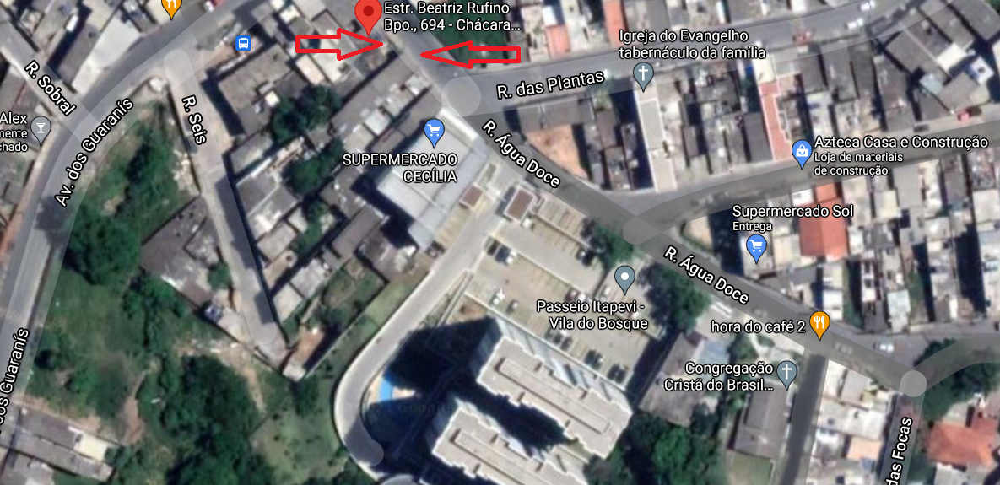 Estr. Beatriz Rufino
Bpo., 694 - Chácara...
Igreja do Evangelho
tabernáculo da família
R. Sobral
R. das Plantas
R. Seis
Alex
mente
chado
Av. dos Guaranís
R. Água Doce
SUPERMERCADO
CECÍLIA
Azteca Casa e Construção
Loja de materiais
de construção
Supermercado Sol
Entrega
R. Água Doce
Passeio Itapevi -
Vila do Bosque
hora do café 2
Congregação
Cristã do Brasil...
dos Guaranís
das Focas